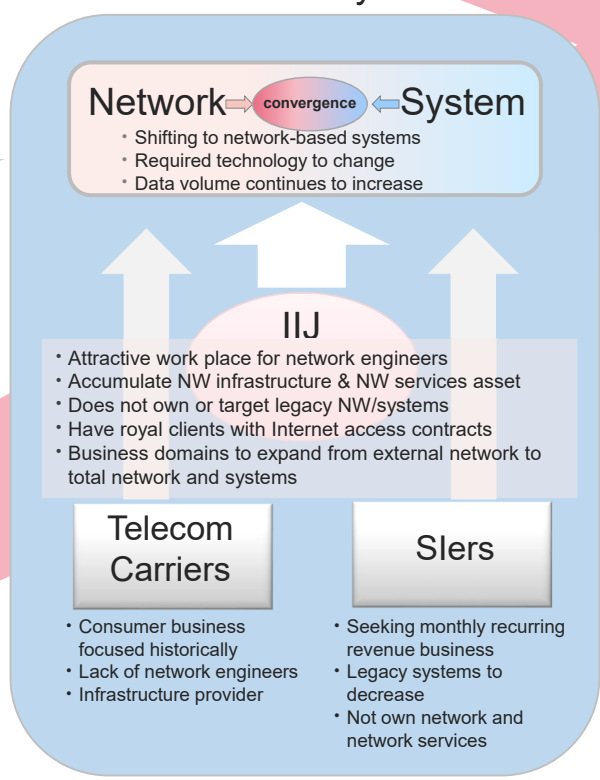 Network
convergence
System
• Shifting to network-based systems
• Required technology to change
• Data volume continues to increase
IIJ
• Attractive work place for network engineers
• Accumulate NW infrastructure & NW services asset
• Does not own or target legacy NW/systems
• Have royal clients with Internet access contracts
• Business domains to expand from external network to
total network and systems
Telecom
Carriers
• Consumer business
focused historically
• Lack of network engineers
• Infrastructure provider
SIers
• Seeking monthly recurring
revenue business
• Legacy systems to
decrease
• Not own network and
network services